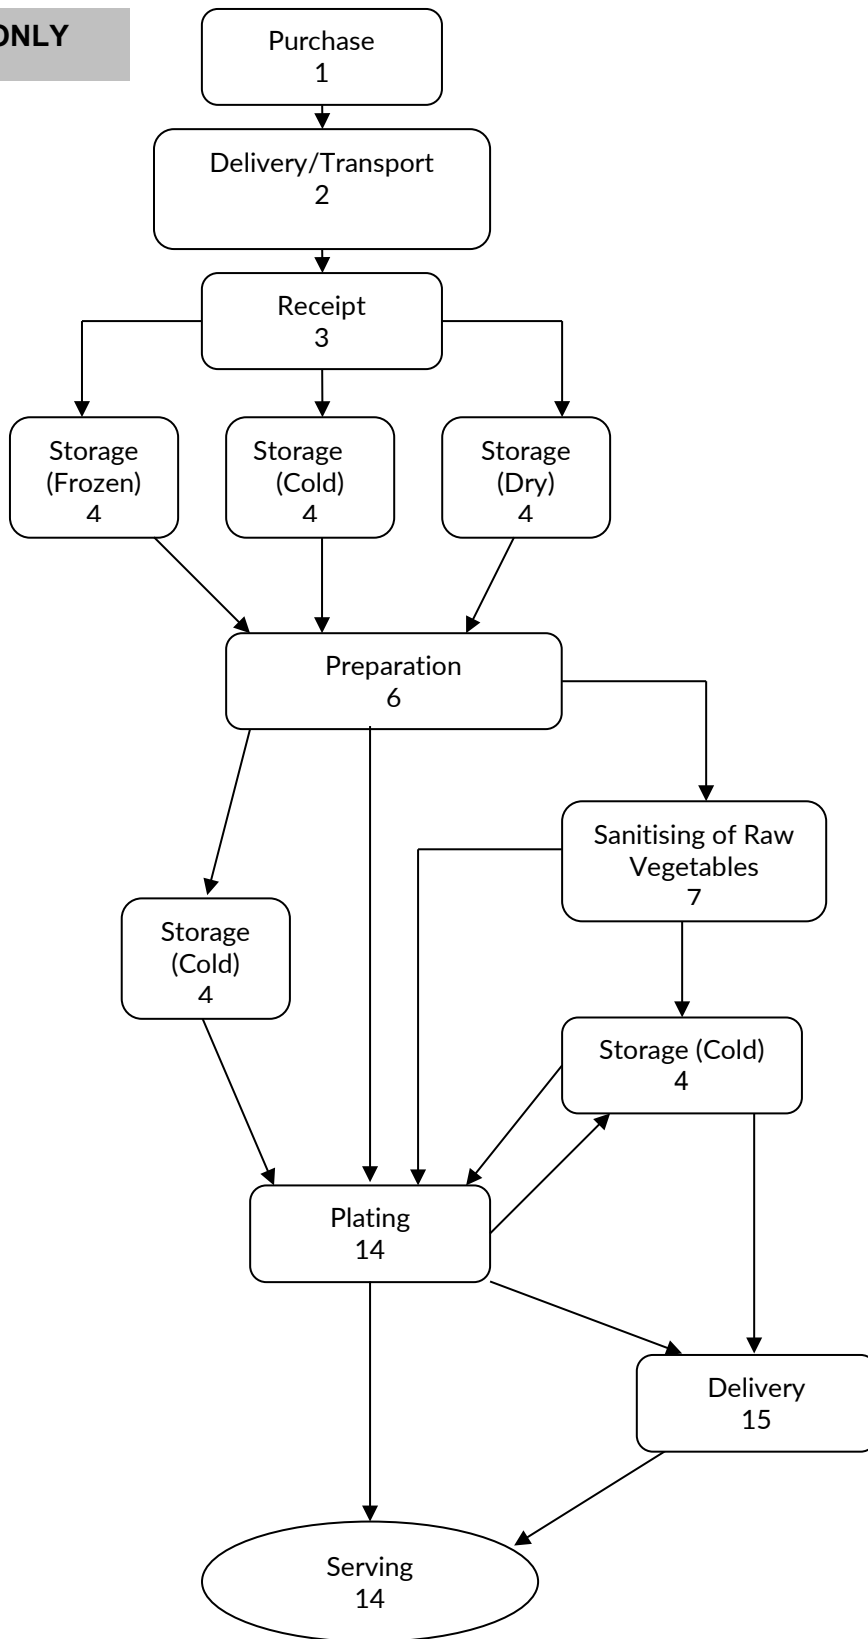 ONLY
Purchase
1
Delivery/Transport
2
Receipt
3
Storage
(Frozen)
4
Storage
(Cold)
4
Storage
(Dry)
4
Preparation
6
Sanitising of Raw
Vegetables
7
Storage
(Cold)
4
Storage (Cold)
4
Plating
14
Delivery
15
Serving
14